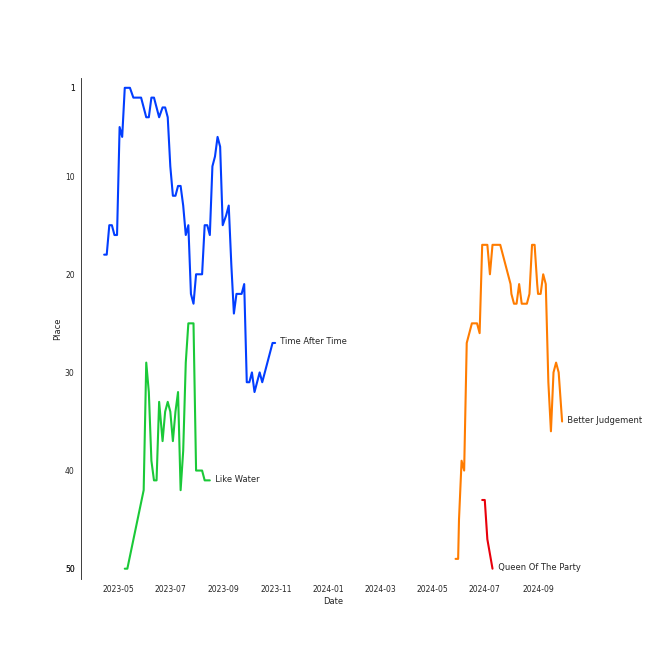 1
10
20
30
40
50
Place
Time After Time
Like Water
Better Judgement
Queen Of The Party
2023-05 2023-07 2023-09 2023-11 2024-01 2024-03 2024-05 2024-07 2024-09
Date